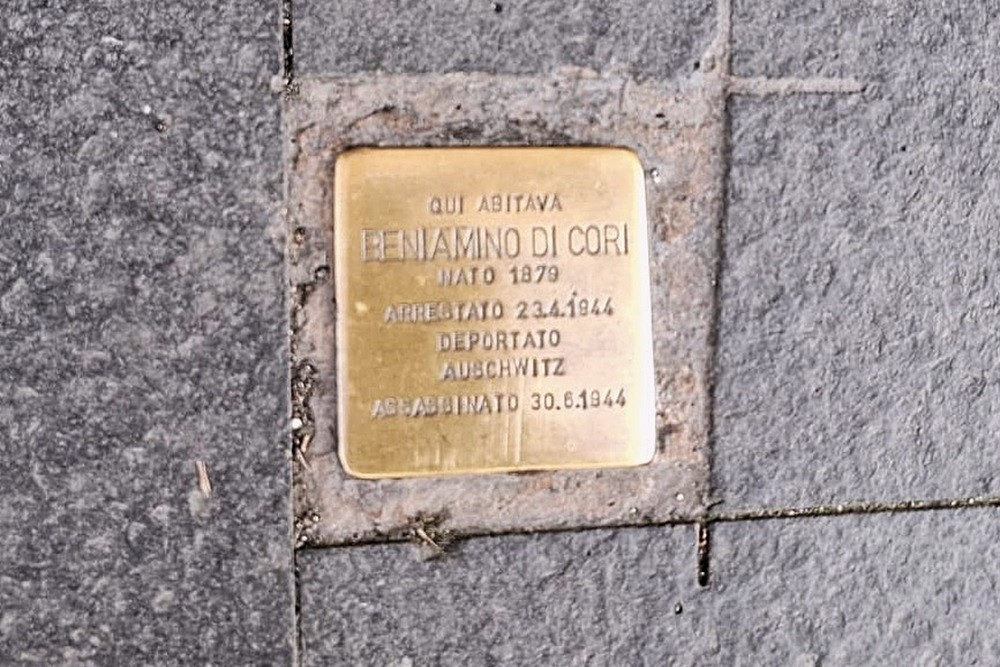 QUI ABITAVA
BENIAMINO DI CORI
NATO 1879
ARRESTATO 23.4.1944
DEPORTATO
AUSCHWITZ
ASSASSINATO 30.6.1944